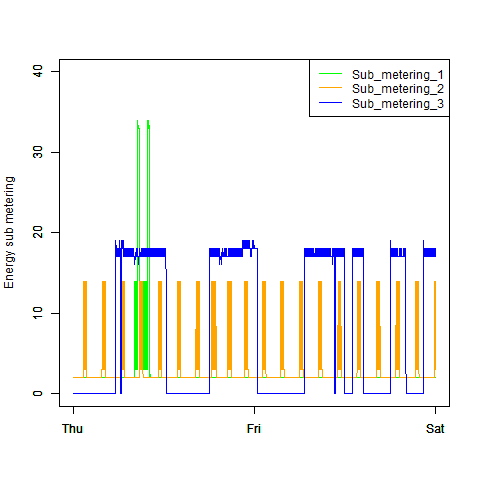 Sub_metering_1
Sub_metering_2
Sub_metering_3
Energy sub metering
40
30
20
10
0
Thu Fri Sat